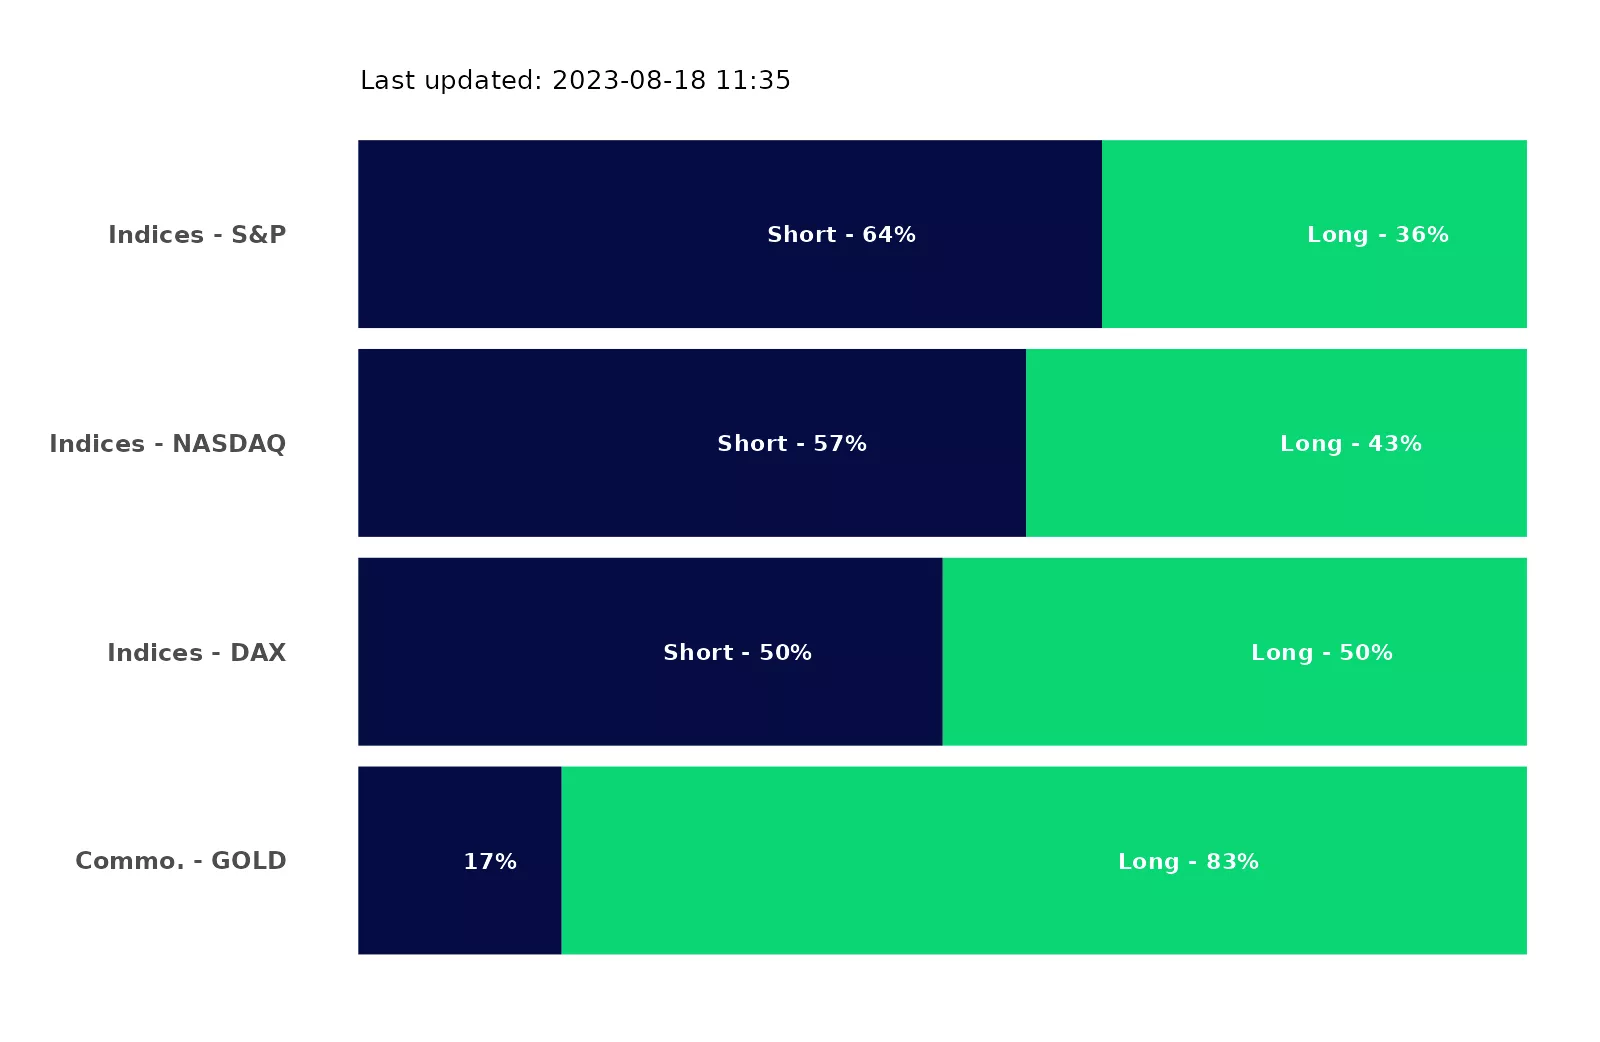 Last updated: 2023-08-18 11:35
Indices - S&P Short - 64% Long - 36%
Indices - NASDAQ Short - 57% Long - 43%
Indices - DAX Short - 50% Long - 50%
Commo. - GOLD 17% Long - 83%